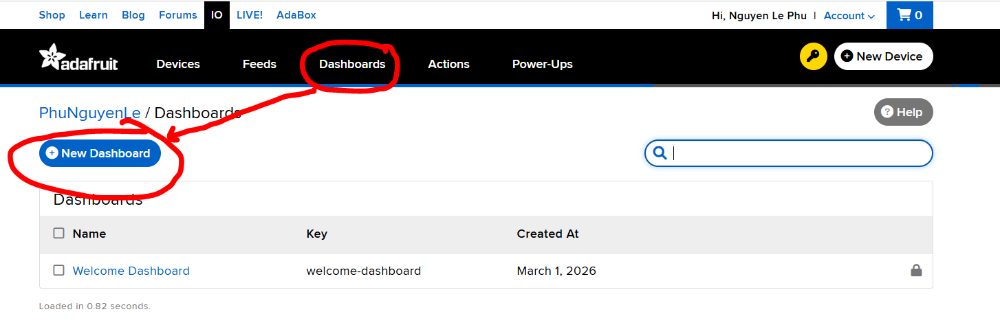 Shop Learn Blog Forums IO LIVE! AdaBox Hi, Nguyen Le Phu | Account 0
adafruit Devices Feeds Dashboards Actions Power-Ups New Device
PhuNguyenLe / Dashboards Help
New Dashboard
Dashboards
Name Key Created At
Welcome Dashboard welcome-dashboard March 1, 2026
Loaded in 0.82 seconds.